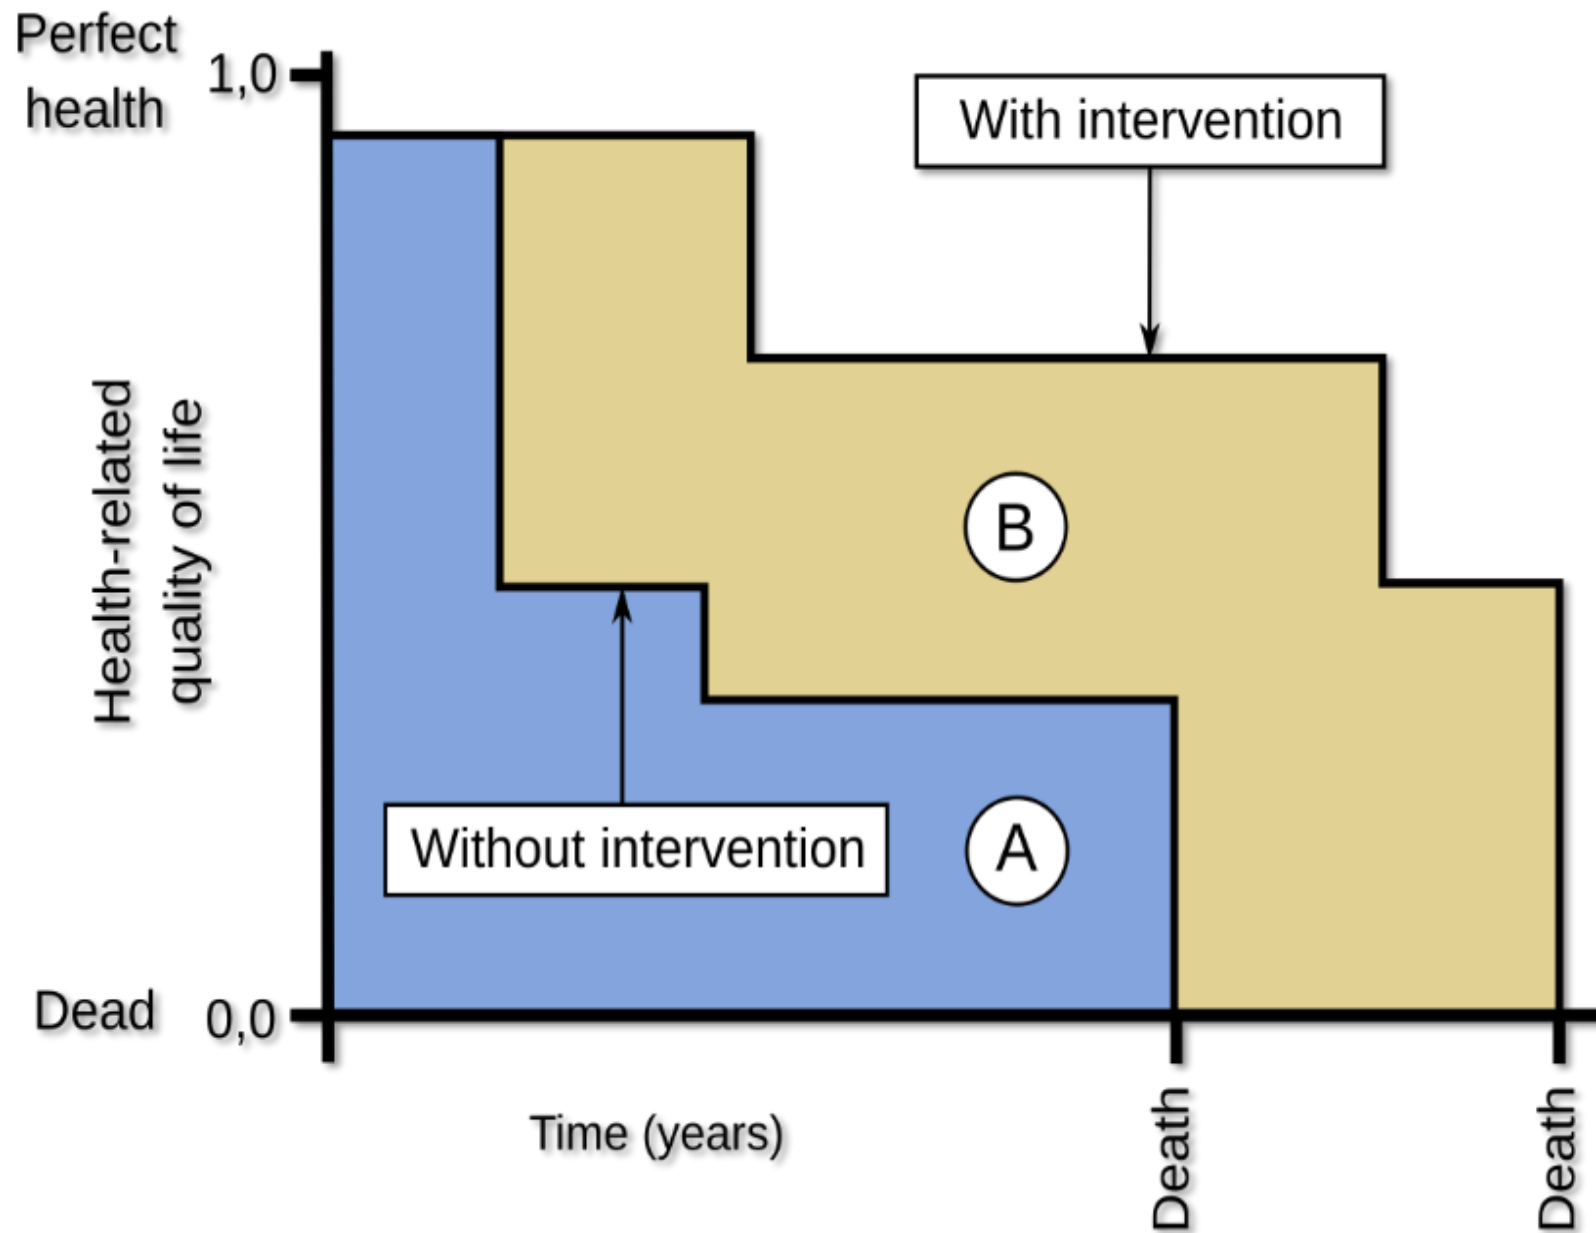 Perfect
health
1,0
With intervention
Health-related
quality of life
B
Without intervention
A
Dead
0,0
Time (years)
Death
Death